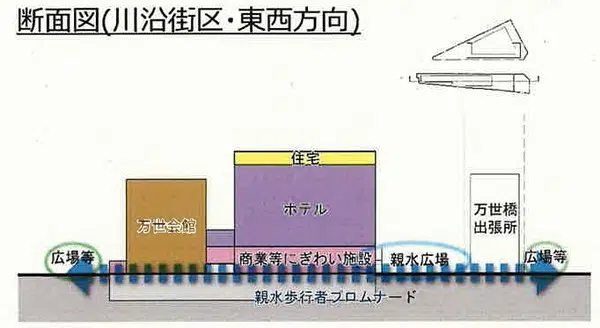 断面図(川沿街区・東西方向)
住宅
ホテル
万世会館
万世橋
出張所
広場等
商業等にぎわい施設
親水広場
広場等
親水歩行者プロムナード